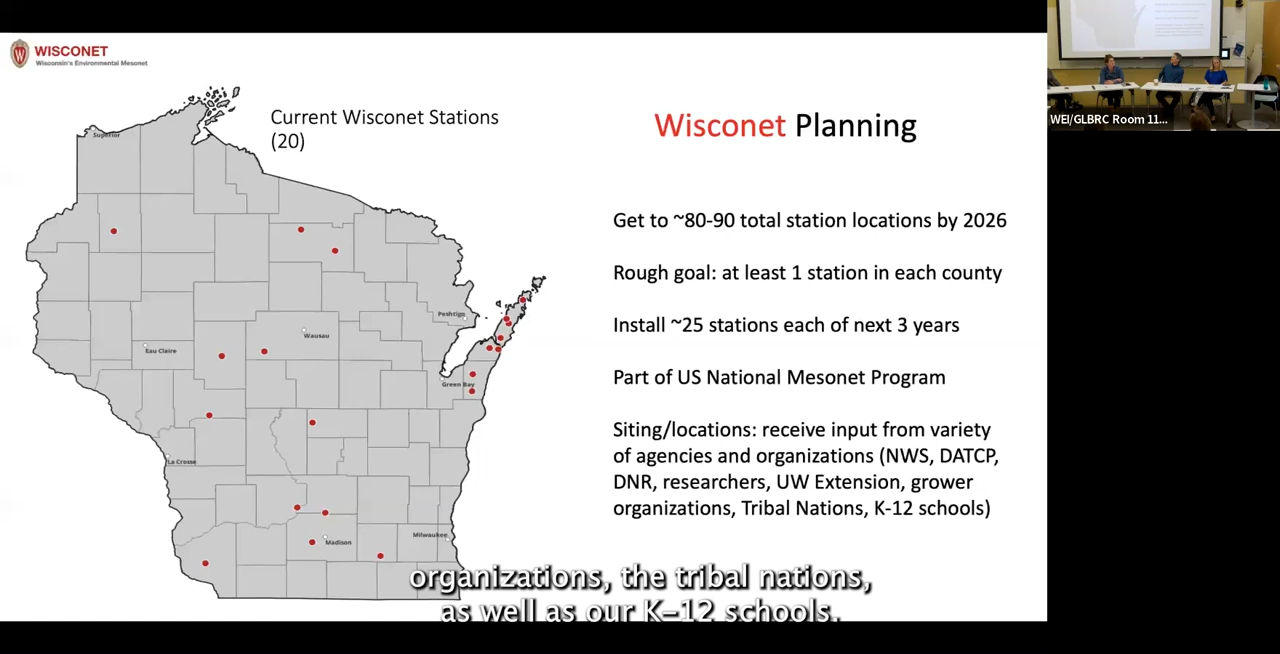 WISCONET
Wisconsin's Environmental Mesonet
Current Wisconet Stations
(20)
Superior
Peshtigo
Wausau
Eau Claire
Green Bay
La Crosse
Madison
Milwaukee
Wisconet Planning
Get to ~80-90 total station locations by 2026
Rough goal: at least 1 station in each county
Install ~25 stations each of next 3 years
Part of US National Mesonet Program
Siting/locations: receive input from variety
of agencies and organizations (NWS, DATCP,
DNR, researchers, UW Extension, grower
organizations, Tribal Nations, K-12 schools)
WEI/GLBRC Room 11...
organizations, the tribal nations,
as well as our K-12 schools.